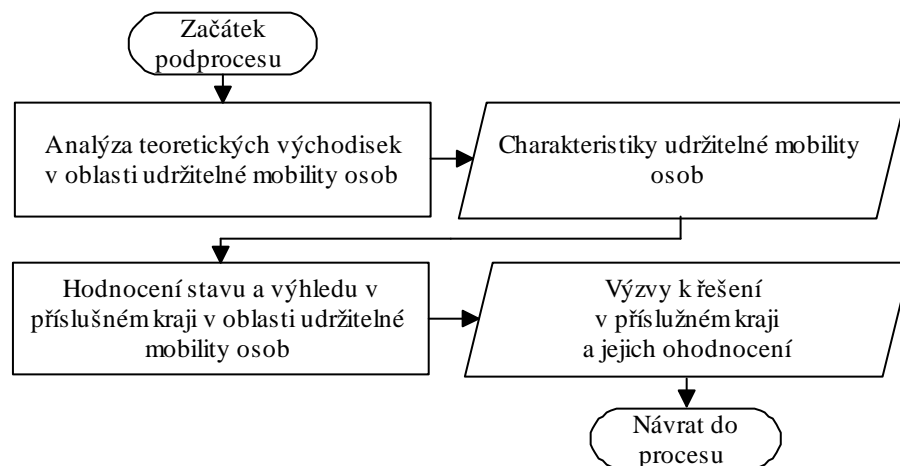 Začátek
podprocesu
Analýza teoretických východisek
v oblasti udržitelné mobility osob
Charakteristiky udržitelné mobility
osob
Hodnocení stavu a výhledu v
příslušném kraji v oblasti udržitelné
mobility osob
Výzvy k řešení
v příslužném kraji
a jejich ohodnocení
Návrat do
procesu